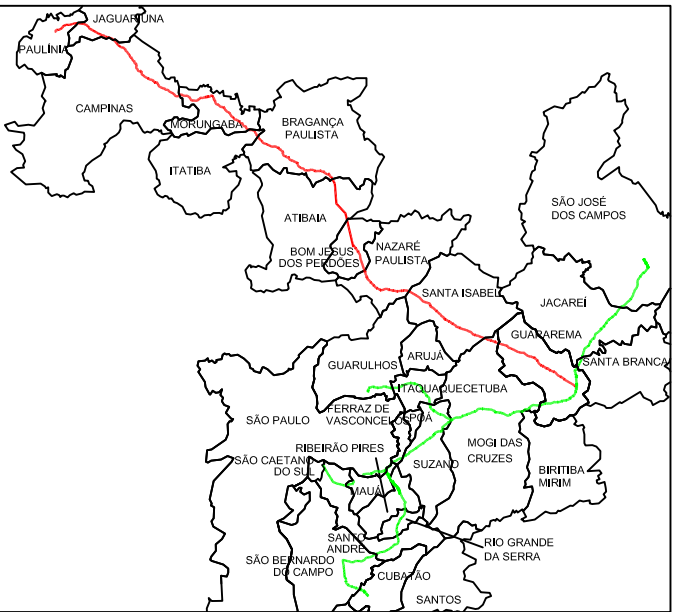 JAGUARIUNA
PAULÍNIA
CAMPINAS
MORUNGABA
BRAGANÇA
PAULISTA
ITATIBA
ATIBAIA
SÃO JOSÉ
DOS CAMPOS
BOM JESUS
DOS PERDÕES
NAZARÉ
PAULISTA
SANTA ISABEL
JACAREÍ
GUARAREMA
SANTA BRANCA
GUARULHOS
ARUJÁ
ITAQUAQUECETUBA
SÃO PAULO
FERRAZ DE
VASCONCELOS
POÁ
RIBEIRÃO PIRES
MOGI DAS
CRUZES
SÃO CAETANO
DO SUL
SUZANO
BIRITIBA
MIRIM
MAUÁ
SANTO
ANDRÉ
RIO GRANDE
DA SERRA
SÃO BERNARDO
DO CAMPO
CUBATÃO
SANTOS